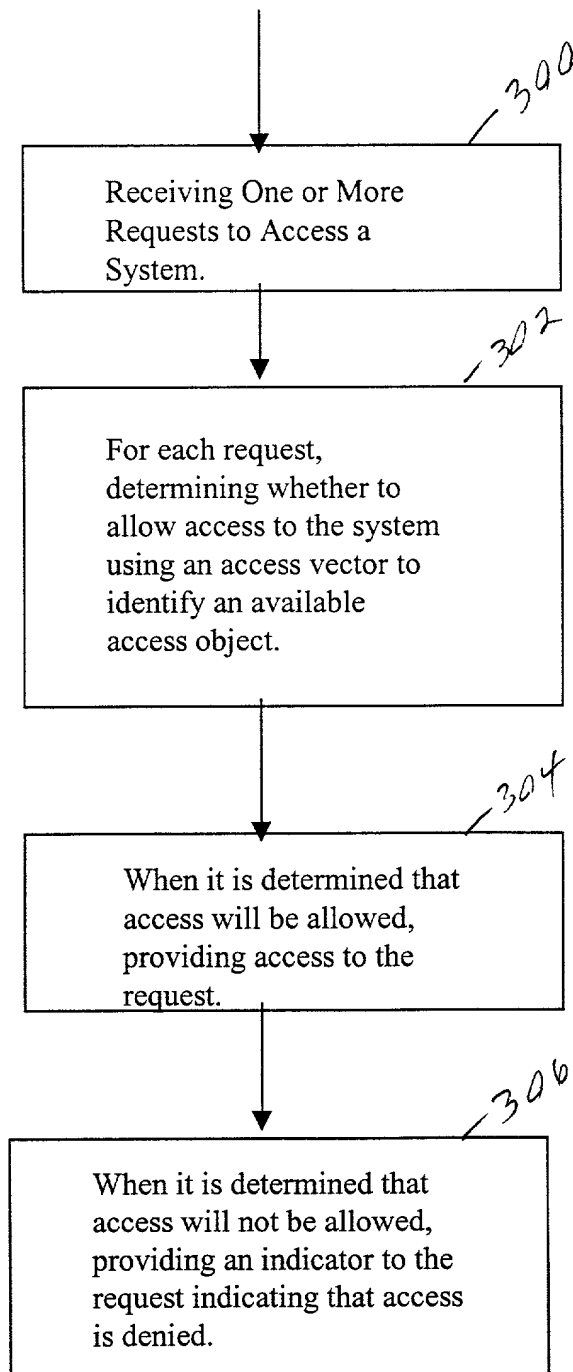 300
Receiving One or More
Requests to Access a
System.
302
For each request,
determining whether to
allow access to the system
using an access vector to
identify an available
access object.
304
When it is determined that
access will be allowed,
providing access to the
request.
306
When it is determined that
access will not be allowed,
providing an indicator to the
request indicating that access
is denied.